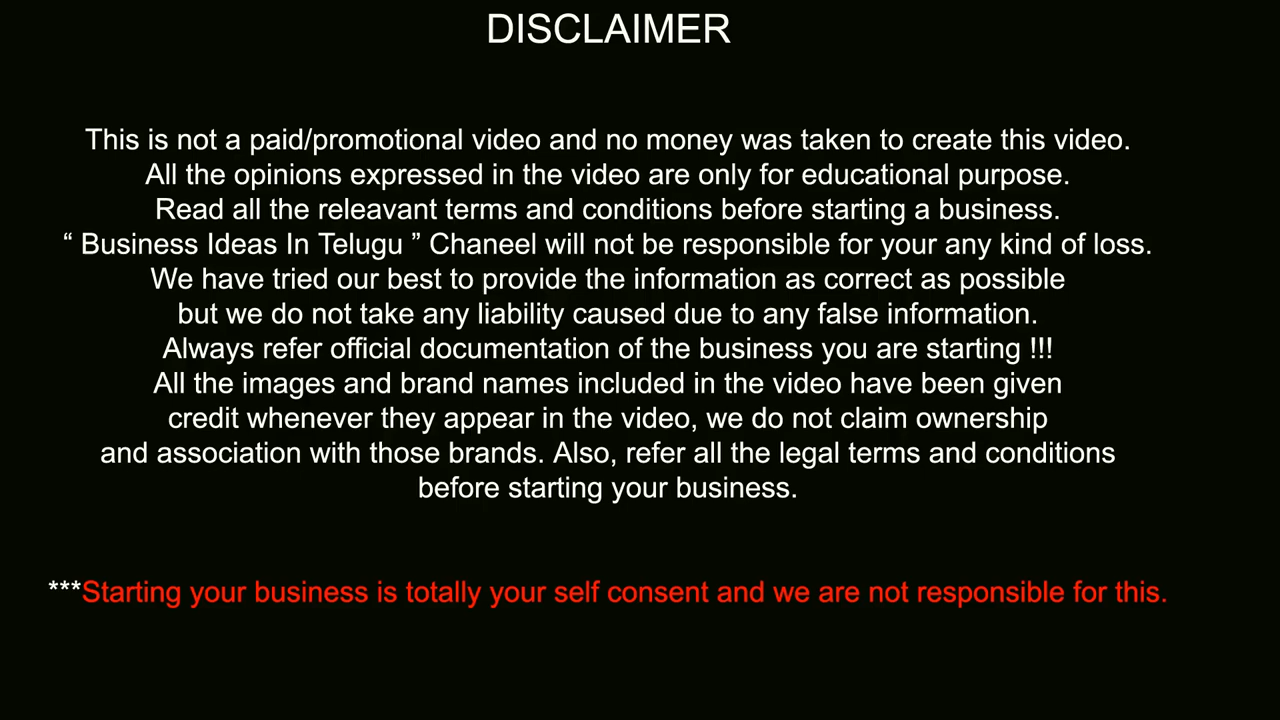 DISCLAIMER
This is not a paid/promotional video and no money was taken to create this video.
All the opinions expressed in the video are only for educational purpose.
Read all the releavant terms and conditions before starting a business.
“ Business Ideas In Telugu ” Chaneel will not be responsible for your any kind of loss.
We have tried our best to provide the information as correct as possible
but we do not take any liability caused due to any false information.
Always refer official documentation of the business you are starting !!!
All the images and brand names included in the video have been given
credit whenever they appear in the video, we do not claim ownership
and association with those brands. Also, refer all the legal terms and conditions
before starting your business.
***Starting your business is totally your self consent and we are not responsible for this.